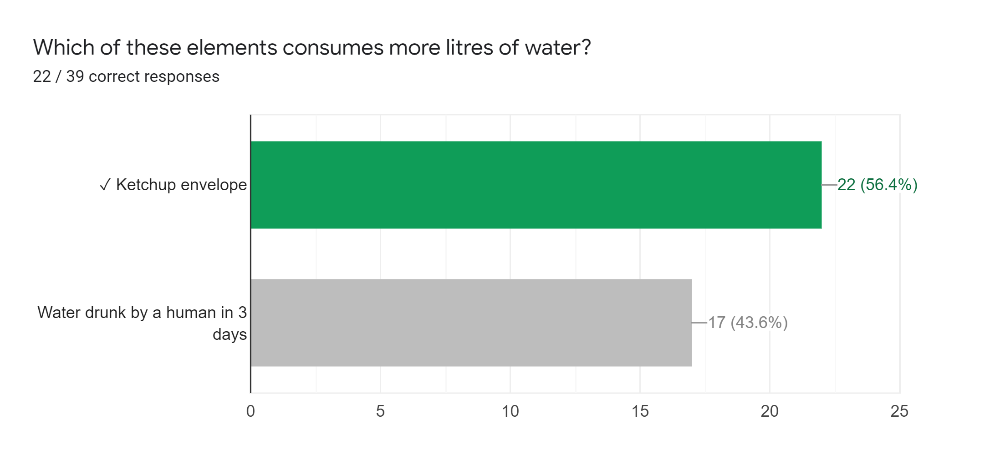 Which of these elements consumes more litres of water?
22 / 39 correct responses
✓ Ketchup envelope
22 (56.4%)
Water drunk by a human in 3
days
17 (43.6%)
0 5 10 15 20 25